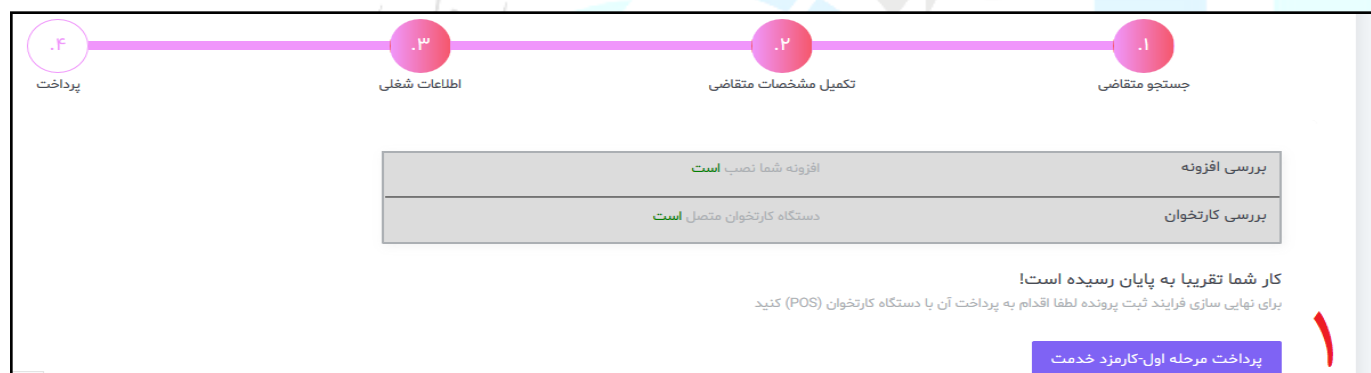 .۱ .۲ .۳ .۴
جستجو متقاضی تکمیل مشخصات متقاضی اطلاعات شغلی پرداخت
بررسی افزونه افزونه شما نصب است
بررسی کارتخوان دستگاه کارتخوان متصل است
کار شما تقریبا به پایان رسیده است!
برای نهایی سازی فرایند ثبت پرونده لطفا اقدام به پرداخت آن با دستگاه کارتخوان (POS) کنید
۱
پرداخت مرحله اول-کارمزد خدمت